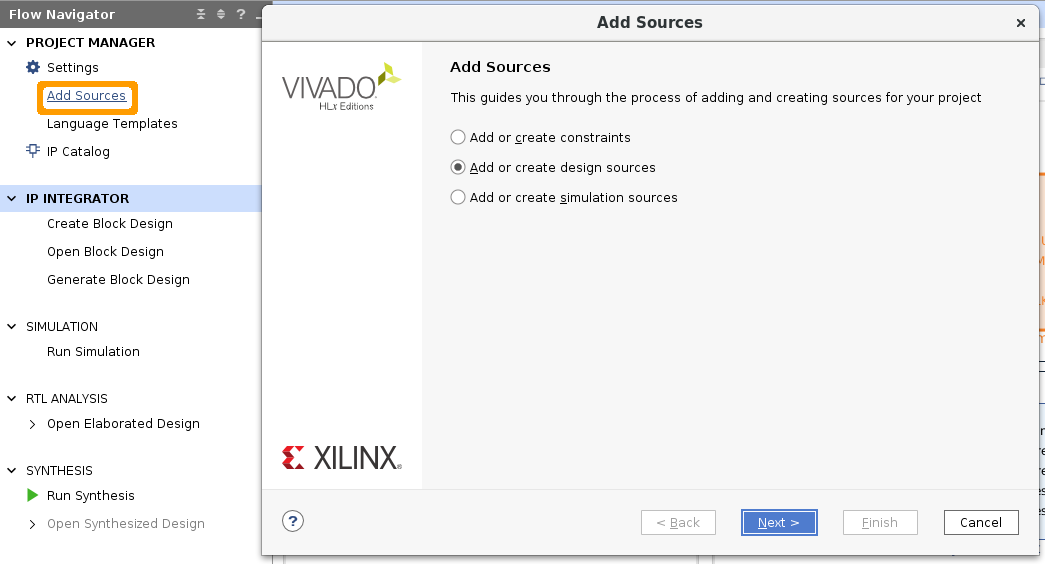 Flow Navigator
?
PROJECT MANAGER
Settings
Add Sources
Language Templates
IP Catalog
IP INTEGRATOR
Create Block Design
Open Block Design
Generate Block Design
SIMULATION
Run Simulation
RTL ANALYSIS
Open Elaborated Design
SYNTHESIS
Run Synthesis
Open Synthesized Design
Add Sources
VIVADO
HLx Editions
Add Sources
This guides you through the process of adding and creating sources for your project
Add or create constraints
Add or create design sources
Add or create simulation sources
XILINX
?
< Back
Next >
Finish
Cancel